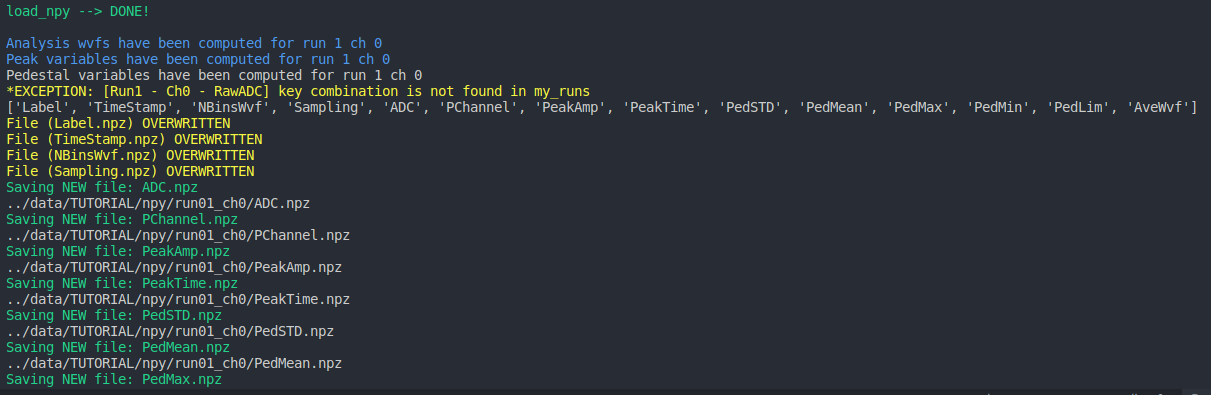 load_npy --> DONE!
Analysis wvfs have been computed for run 1 ch 0
Peak variables have been computed for run 1 ch 0
Pedestal variables have been computed for run 1 ch 0
*EXCEPTION: [Run1 - Ch0 - RawADC] key combination is not found in my_runs
['Label', 'TimeStamp', 'NBinsWvf', 'Sampling', 'ADC', 'PChannel', 'PeakAmp', 'PeakTime', 'PedSTD', 'PedMean', 'PedMax', 'PedMin', 'PedLim', 'AveWvf']
File (Label.npz) OVERWRITTEN
File (TimeStamp.npz) OVERWRITTEN
File (NBinsWvf.npz) OVERWRITTEN
File (Sampling.npz) OVERWRITTEN
Saving NEW file: ADC.npz
../data/TUTORIAL/npy/run01_ch0/ADC.npz
Saving NEW file: PChannel.npz
../data/TUTORIAL/npy/run01_ch0/PChannel.npz
Saving NEW file: PeakAmp.npz
../data/TUTORIAL/npy/run01_ch0/PeakAmp.npz
Saving NEW file: PeakTime.npz
../data/TUTORIAL/npy/run01_ch0/PeakTime.npz
Saving NEW file: PedSTD.npz
../data/TUTORIAL/npy/run01_ch0/PedSTD.npz
Saving NEW file: PedMean.npz
../data/TUTORIAL/npy/run01_ch0/PedMean.npz
Saving NEW file: PedMax.npz